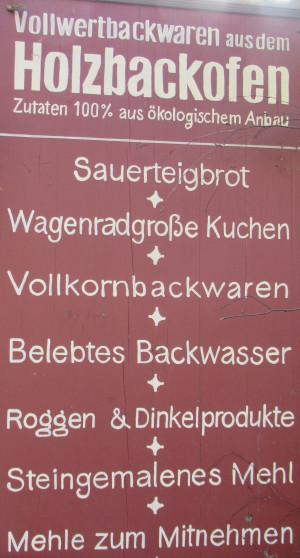 Vollwertbackwaren aus dem
Holzbackofen
Zutaten 100% aus ökologischem Anbau
Sauerteigbrot
Wagenradgroße Kuchen
Vollkornbackwaren
Belebtes Backwasser
Roggen & Dinkelprodukte
Steingemalenes Mehl
Mehle zum Mitnehmen